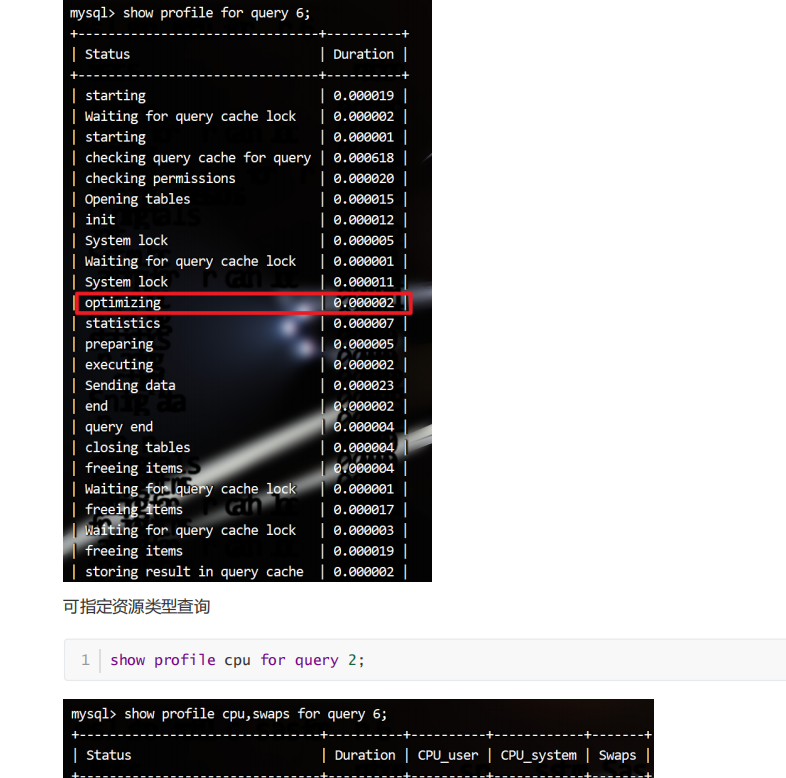 mysql> show profile for query 6;
+--------------------------------+----------+
| Status                         | Duration |
+--------------------------------+----------+
| starting                       | 0.000019 |
| Waiting for query cache lock   | 0.000002 |
| starting                       | 0.000001 |
| checking query cache for query | 0.000618 |
| checking permissions           | 0.000020 |
| Opening tables                 | 0.000015 |
| init                           | 0.000012 |
| System lock                    | 0.000005 |
| Waiting for query cache lock   | 0.000001 |
| System lock                    | 0.000011 |
| optimizing                     | 0.000002 |
| statistics                     | 0.000007 |
| preparing                      | 0.000005 |
| executing                      | 0.000002 |
| Sending data                   | 0.000023 |
| end                            | 0.000002 |
| query end                      | 0.000004 |
| closing tables                 | 0.000004 |
| freeing items                  | 0.000004 |
| Waiting for query cache lock   | 0.000001 |
| freeing items                  | 0.000017 |
| Waiting for query cache lock   | 0.000003 |
| freeing items                  | 0.000019 |
| storing result in query cache  | 0.000002 |
可指定资源类型查询
1 show profile cpu for query 2;
mysql> show profile cpu,swaps for query 6;
+--------------------------------+----------+----------+------------+-------+
| Status                         | Duration | CPU_user | CPU_system | Swaps |
+--------------------------------+----------+----------+------------+-------+